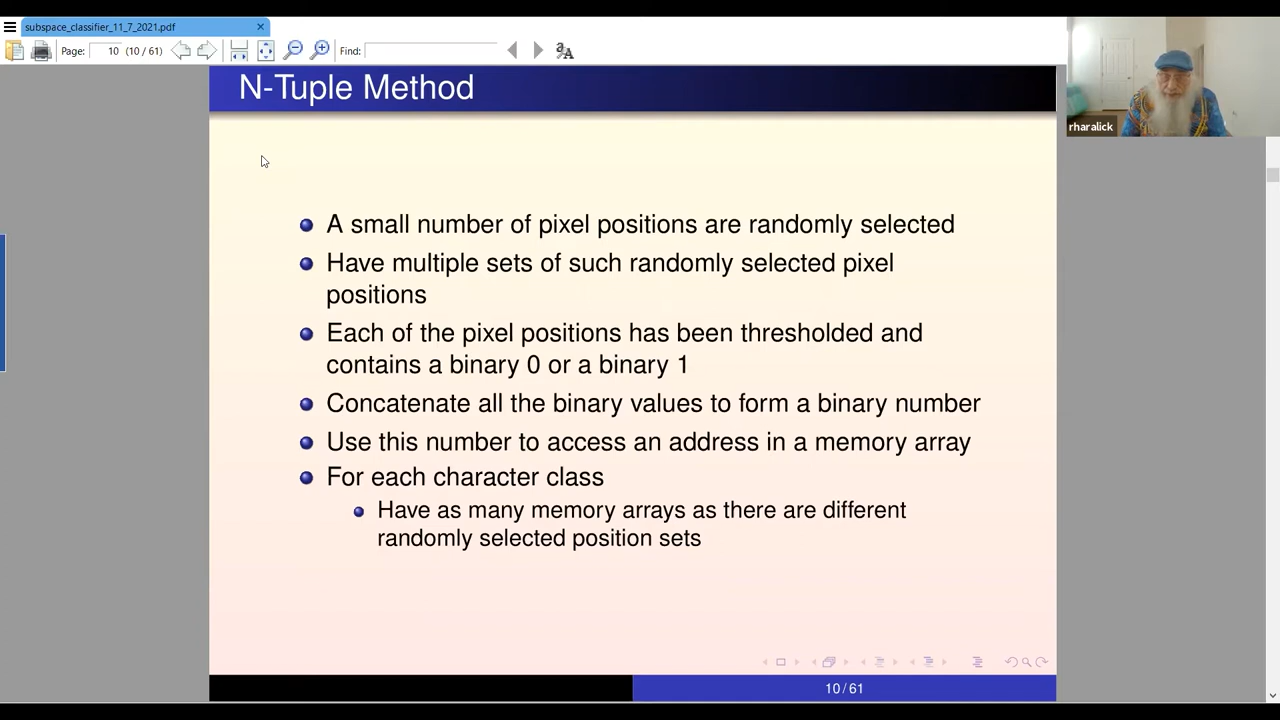 subspace_classifier_11_7_2021.pdf
Page: 10 (10 / 61) Find:
rharalick
N-Tuple Method
A small number of pixel positions are randomly selected
Have multiple sets of such randomly selected pixel
positions
Each of the pixel positions has been thresholded and
contains a binary 0 or a binary 1
Concatenate all the binary values to form a binary number
Use this number to access an address in a memory array
For each character class
Have as many memory arrays as there are different
randomly selected position sets
10 / 61